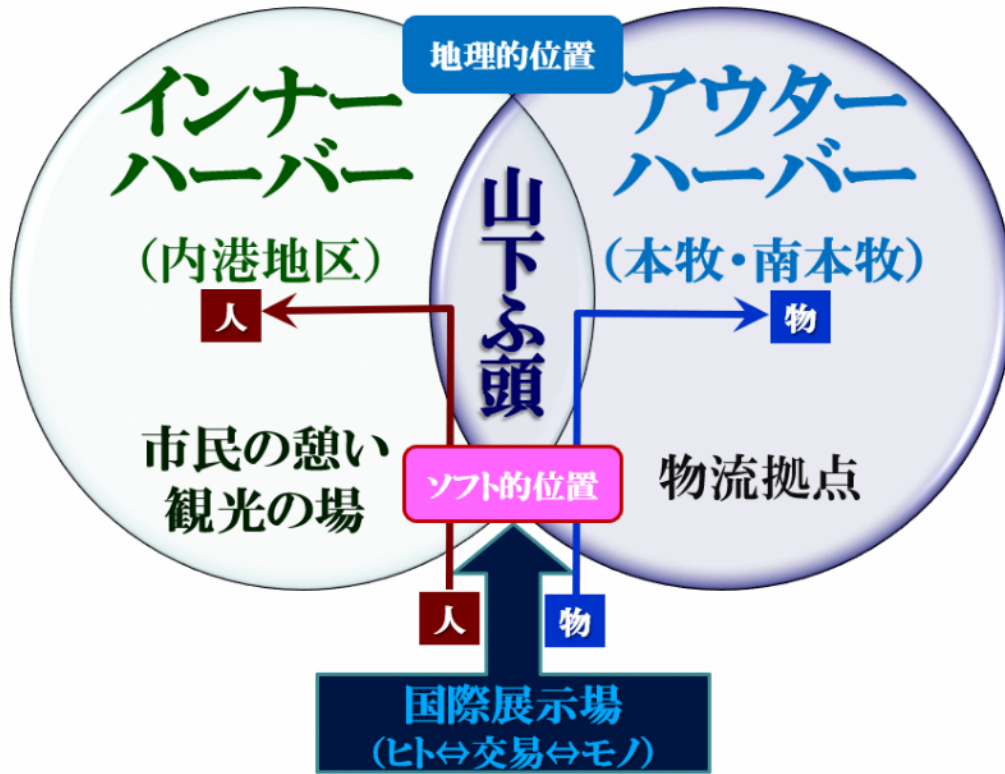 地理的位置
インナー
ハーバー
(内港地区)
人
市民の憩い
観光の場
山下ふ頭
アウター
ハーバー
(本牧・南本牧)
物
物流拠点
ソフト的位置
人
物
国際展示場
(ヒト⇔交易⇔モノ)